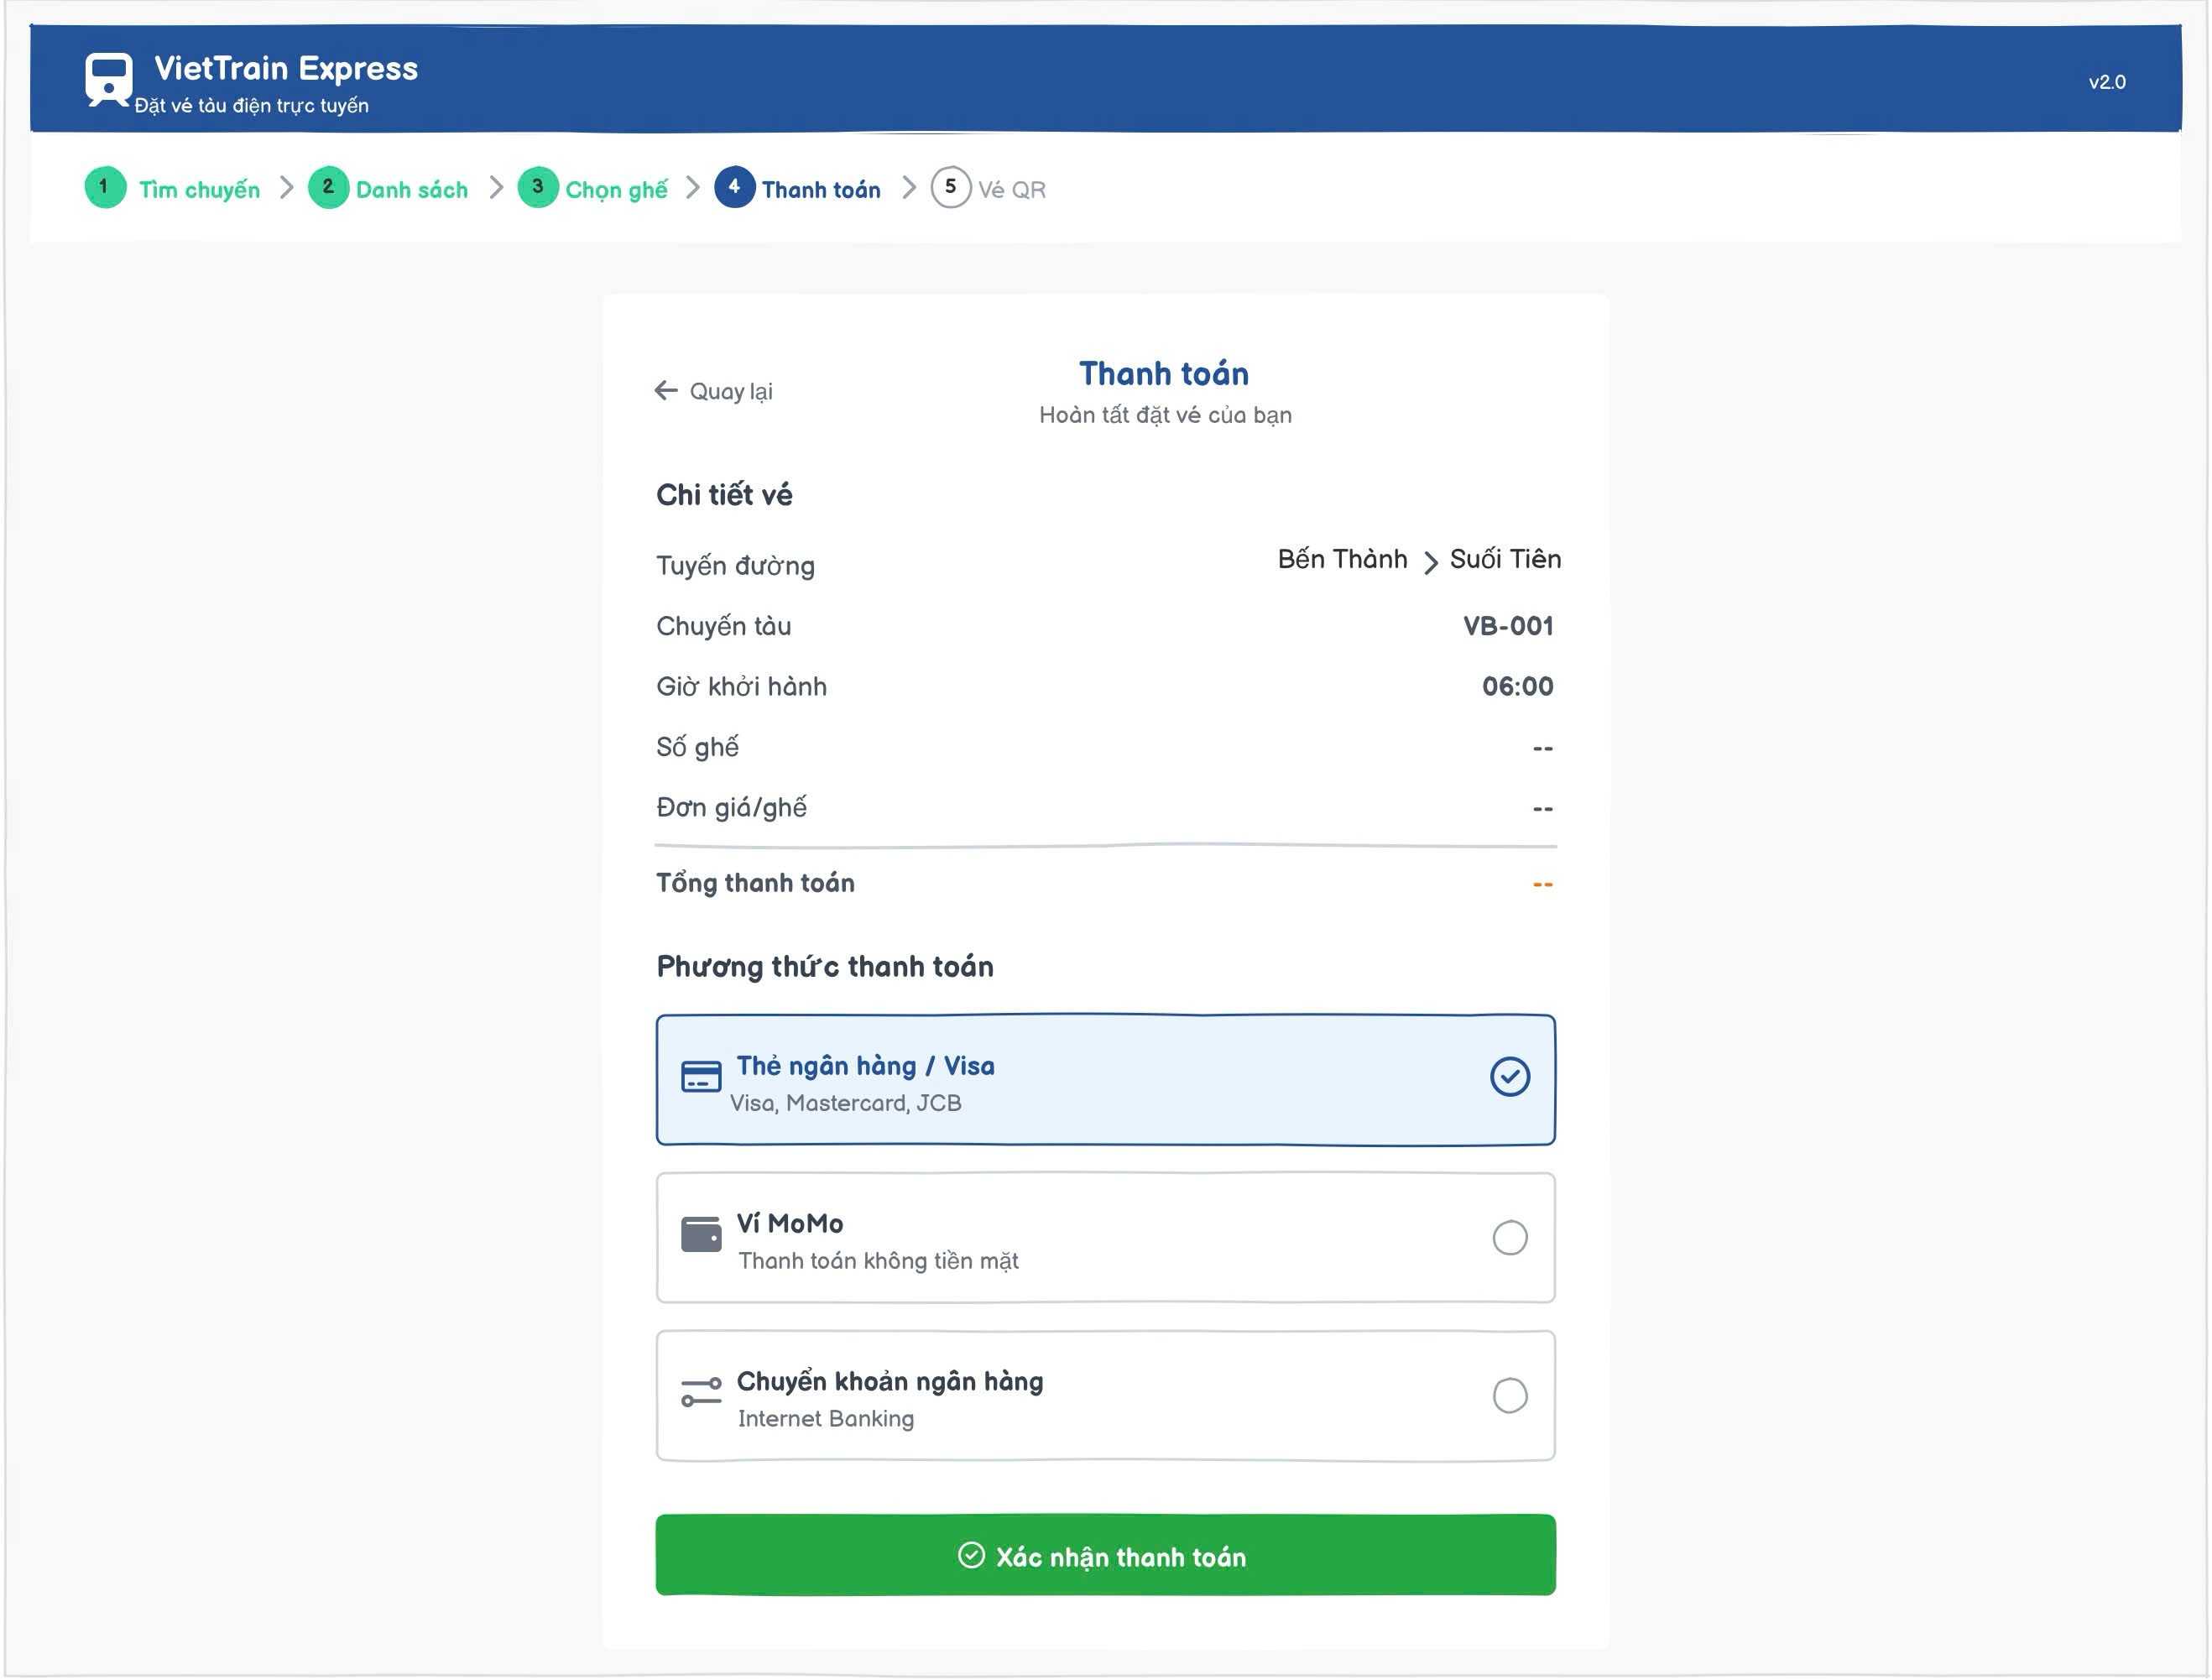 VietTrain Express
Đặt vé tàu điện trực tuyến
v2.0
1 Tìm chuyến 2 Danh sách 3 Chọn ghế 4 Thanh toán 5 Vé QR
Quay lại
Thanh toán
Hoàn tất đặt vé của bạn
Chi tiết vé
Tuyến đường Bến Thành > Suối Tiên
Chuyến tàu VB-001
Giờ khởi hành 06:00
Số ghế --
Đơn giá/ghế --
Tổng thanh toán --
Phương thức thanh toán
Thẻ ngân hàng / Visa
Visa, Mastercard, JCB
Ví MoMo
Thanh toán không tiền mặt
Chuyển khoản ngân hàng
Internet Banking
Xác nhận thanh toán